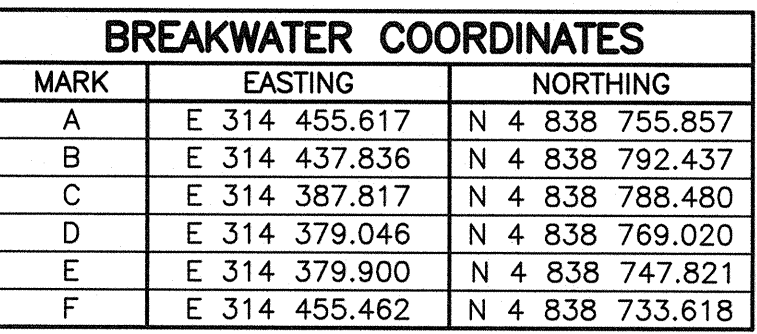 BREAKWATER COORDINATES
MARK EASTING NORTHING
A E 314 455.617 N 4 838 755.857
B E 314 437.836 N 4 838 792.437
C E 314 387.817 N 4 838 788.480
D E 314 379.046 N 4 838 769.020
E E 314 379.900 N 4 838 747.821
F E 314 455.462 N 4 838 733.618